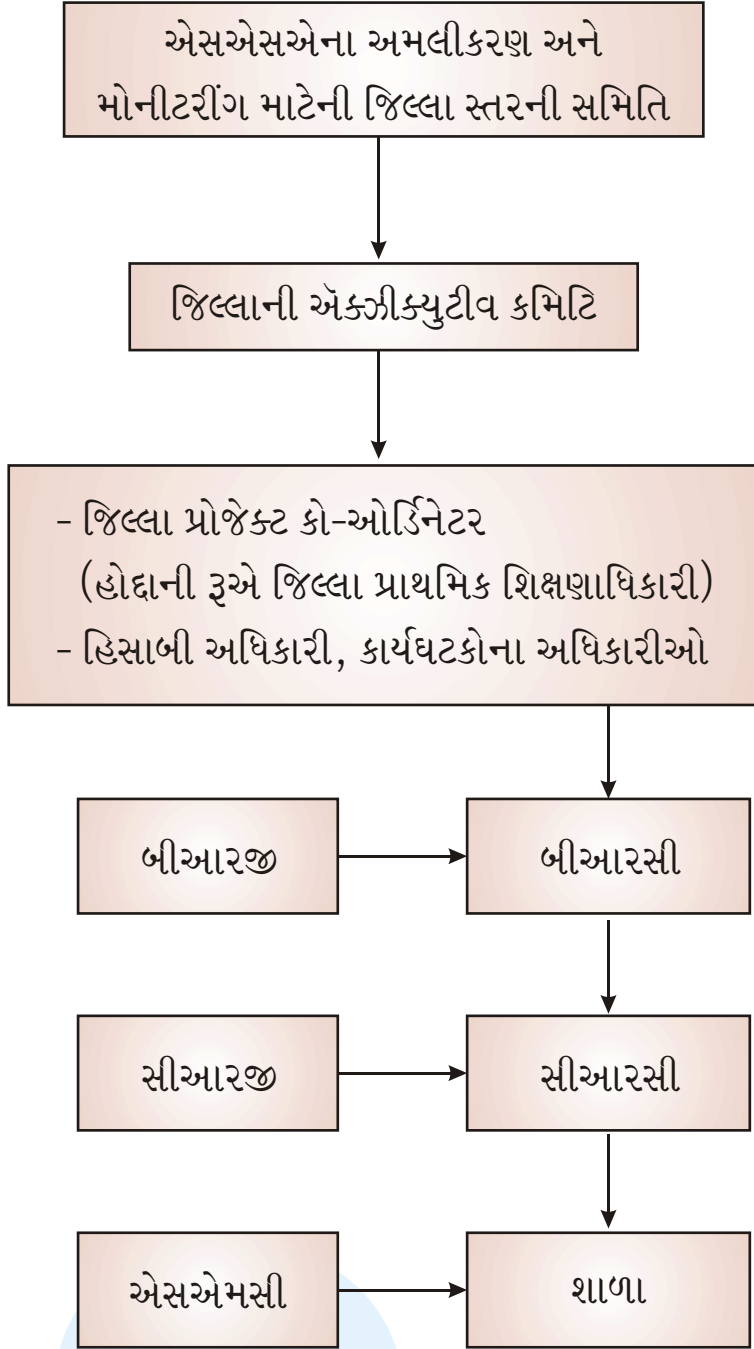 એસએસએના અમલીકરણ અને
મોનીટરીંગ માટેની જિલ્લા સ્તરની સમિતિ
જિલ્લાની ઍક્ઝીક્યુટીવ કમિટિ
- જિલ્લા પ્રોજેક્ટ કો-ઓર્ડિનેટર
(હોદ્દાની રૂએ જિલ્લા પ્રાથમિક શિક્ષણાધિકારી)
- હિસાબી અધિકારી, કાર્યઘટકોના અધિકારીઓ
બીઆરજી
બીઆરસી
સીઆરજી
સીઆરસી
એસએમસી
શાળા